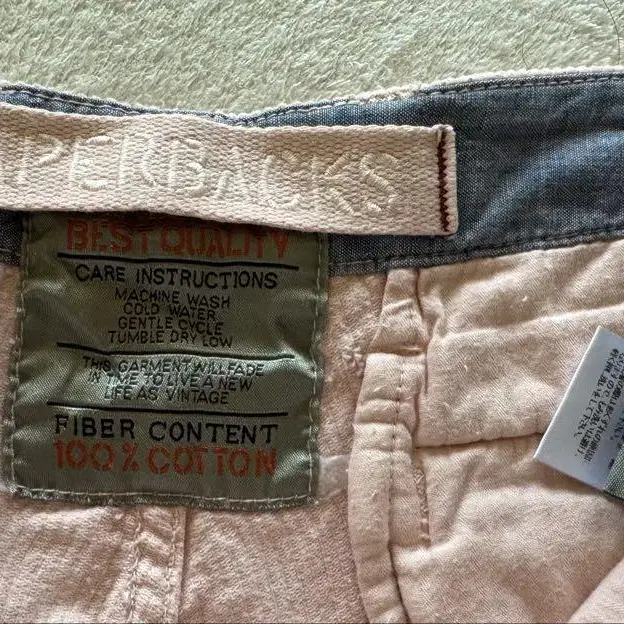 PERBACKS
BEST QUALITY
CARE INSTRUCTIONS
MACHINE WASH
COLD WATER
GENTLE CYCLE
TUMBLE DRY LOW
THIS GARMENT WILL FADE
IN TIME TO LIVE A NEW
LIFE AS VINTAGE
FIBER CONTENT
100% COTTON